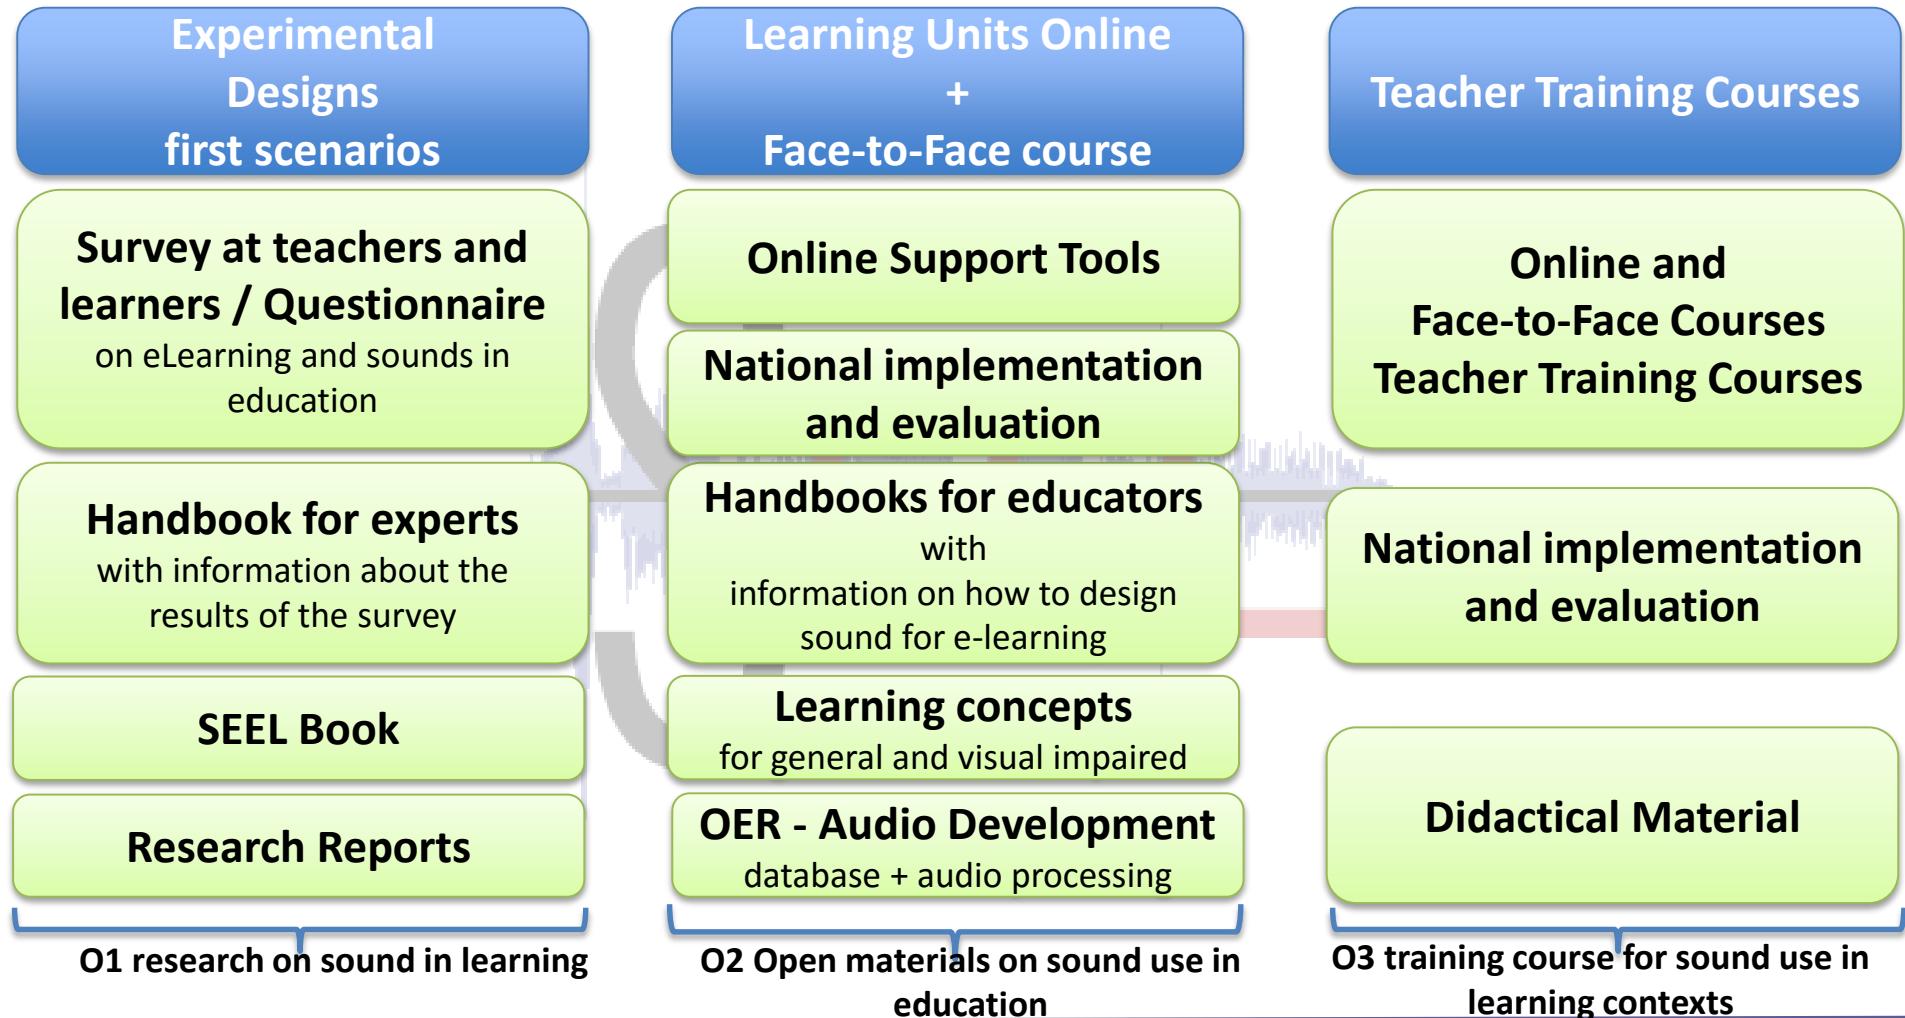 Experimental
Designs
first scenarios
Survey at teachers and
learners / Questionnaire
on eLearning and sounds in
education
Handbook for experts
with information about the
results of the survey
SEEL Book
Research Reports
O1 research on sound in learning
Learning Units Online
+
Face-to-Face course
Online Support Tools
National implementation
and evaluation
Handbooks for educators
with
information on how to design
sound for e-learning
Learning concepts
for general and visual impaired
OER - Audio Development
database + audio processing
O2 Open materials on sound use in
education
Teacher Training Courses
Online and
Face-to-Face Courses
Teacher Training Courses
National implementation
and evaluation
Didactical Material
O3 training course for sound use in
learning contexts